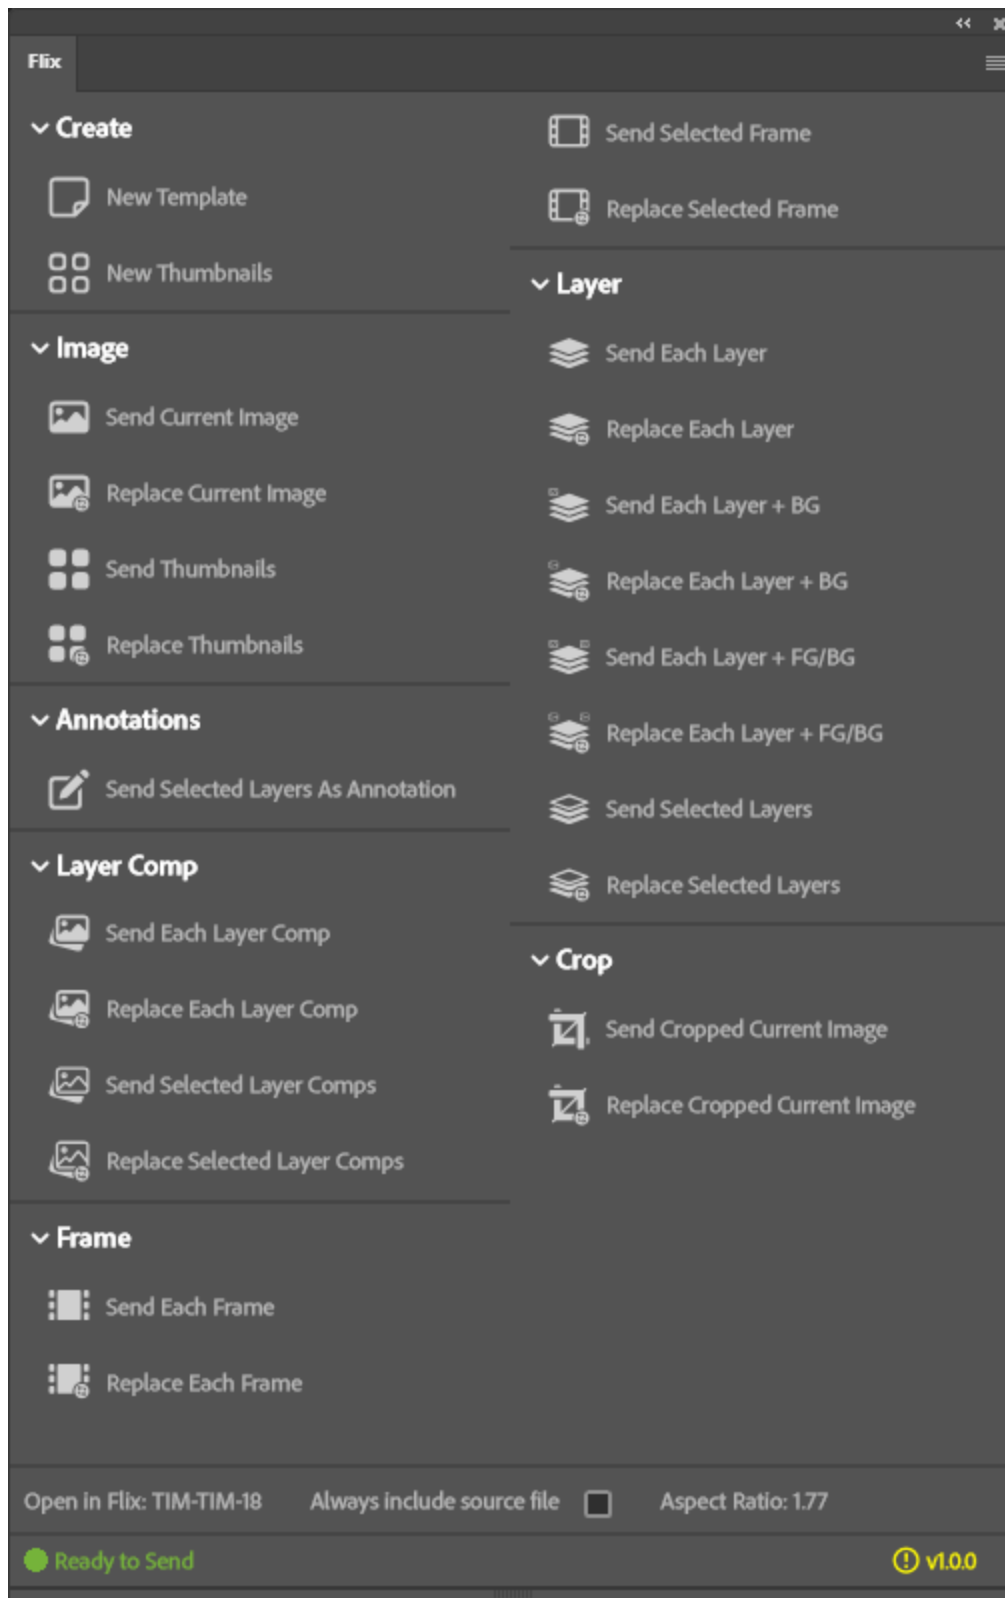 Flix
Create
New Template
New Thumbnails
Image
Send Current Image
Replace Current Image
Send Thumbnails
Replace Thumbnails
Annotations
Send Selected Layers As Annotation
Layer Comp
Send Each Layer Comp
Replace Each Layer Comp
Send Selected Layer Comps
Replace Selected Layer Comps
Frame
Send Each Frame
Replace Each Frame
Send Selected Frame
Replace Selected Frame
Layer
Send Each Layer
Replace Each Layer
Send Each Layer + BG
Replace Each Layer + BG
Send Each Layer + FG/BG
Replace Each Layer + FG/BG
Send Selected Layers
Replace Selected Layers
Crop
Send Cropped Current Image
Replace Cropped Current Image
Open in Flix: TIM-TIM-18 Always include source file Aspect Ratio: 1.77
Ready to Send v1.0.0